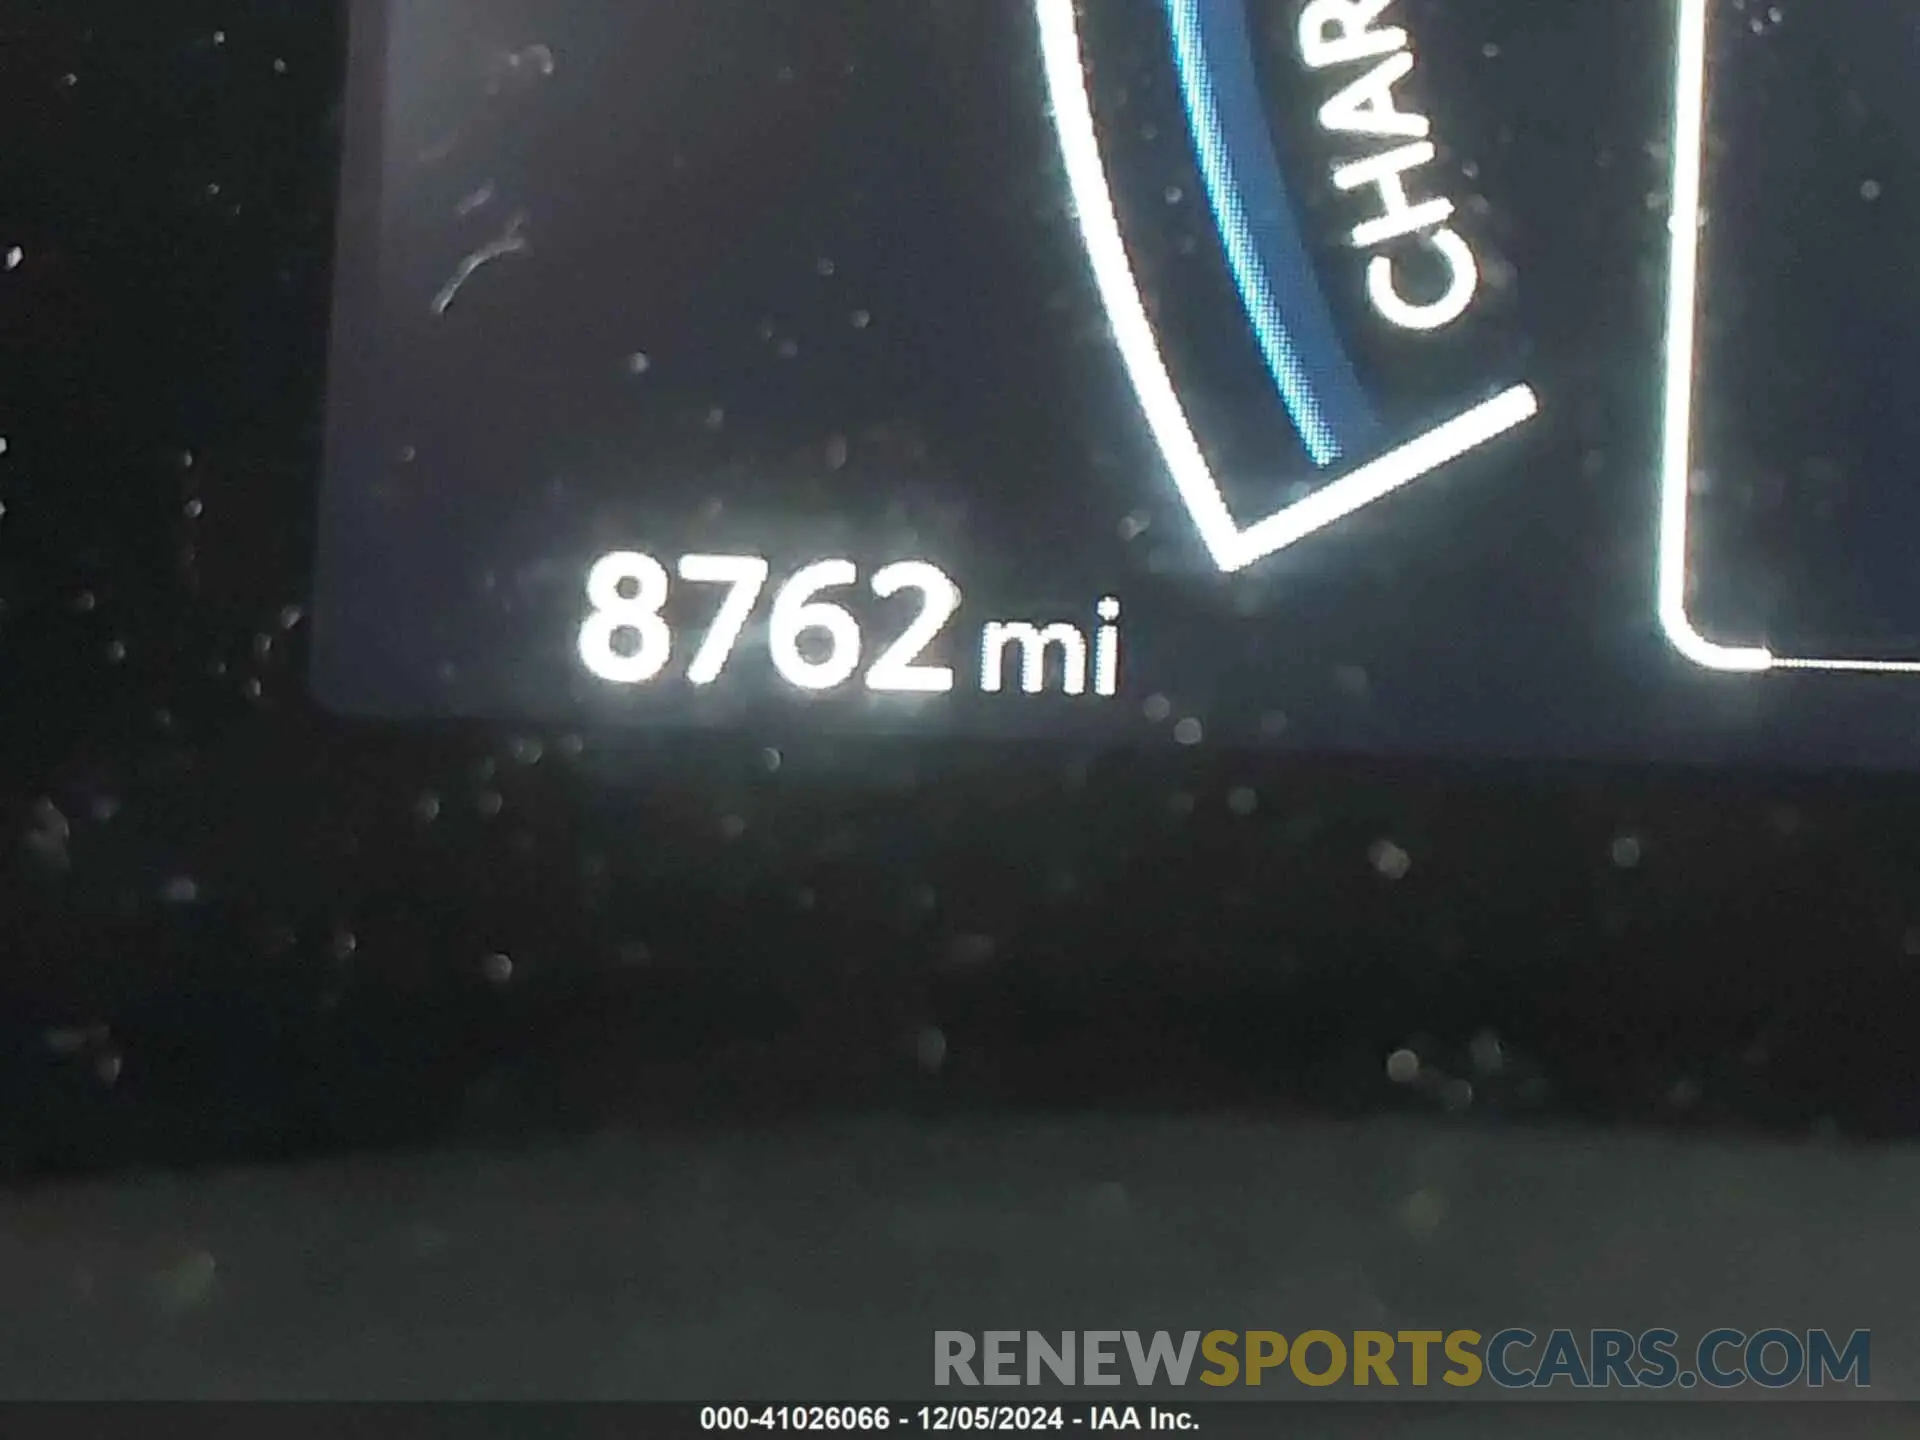 CHAR
8762 mi
RENEWSPORTSCARS.COM
000-41026066 - 12/05/2024 - IAA Inc.